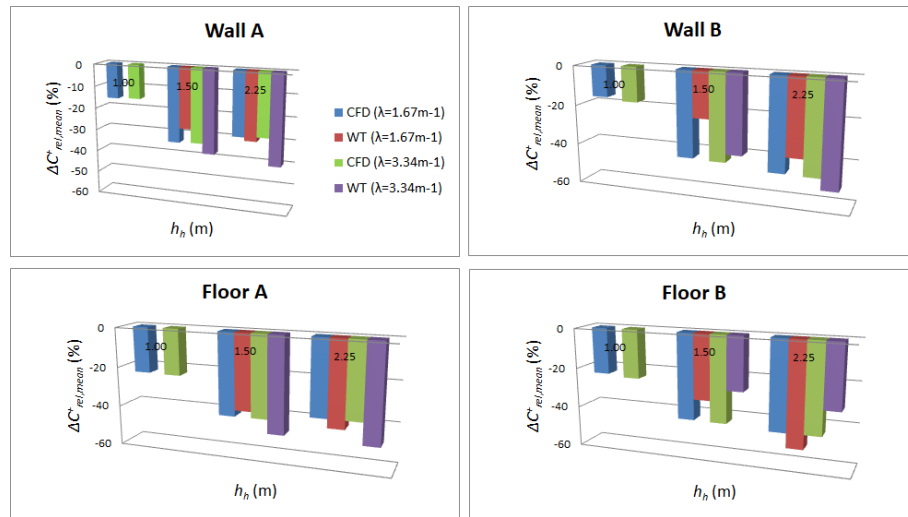 Wall A
0
-10
-20
-30
-40
-50
-60
ΔC⁺rel,mean (%)
1.00
1.50
2.25
CFD (λ=1.67m-1)
WT (λ=1.67m-1)
CFD (λ=3.34m-1)
WT (λ=3.34m-1)
hh (m)
Wall B
0
-20
-40
-60
ΔC⁺rel,mean (%)
1.00
1.50
2.25
hh (m)
Floor A
0
-20
-40
-60
ΔC⁺rel,mean (%)
1.00
1.50
2.25
hh (m)
Floor B
0
-20
-40
-60
ΔC⁺rel,mean (%)
1.00
1.50
2.25
hh (m)